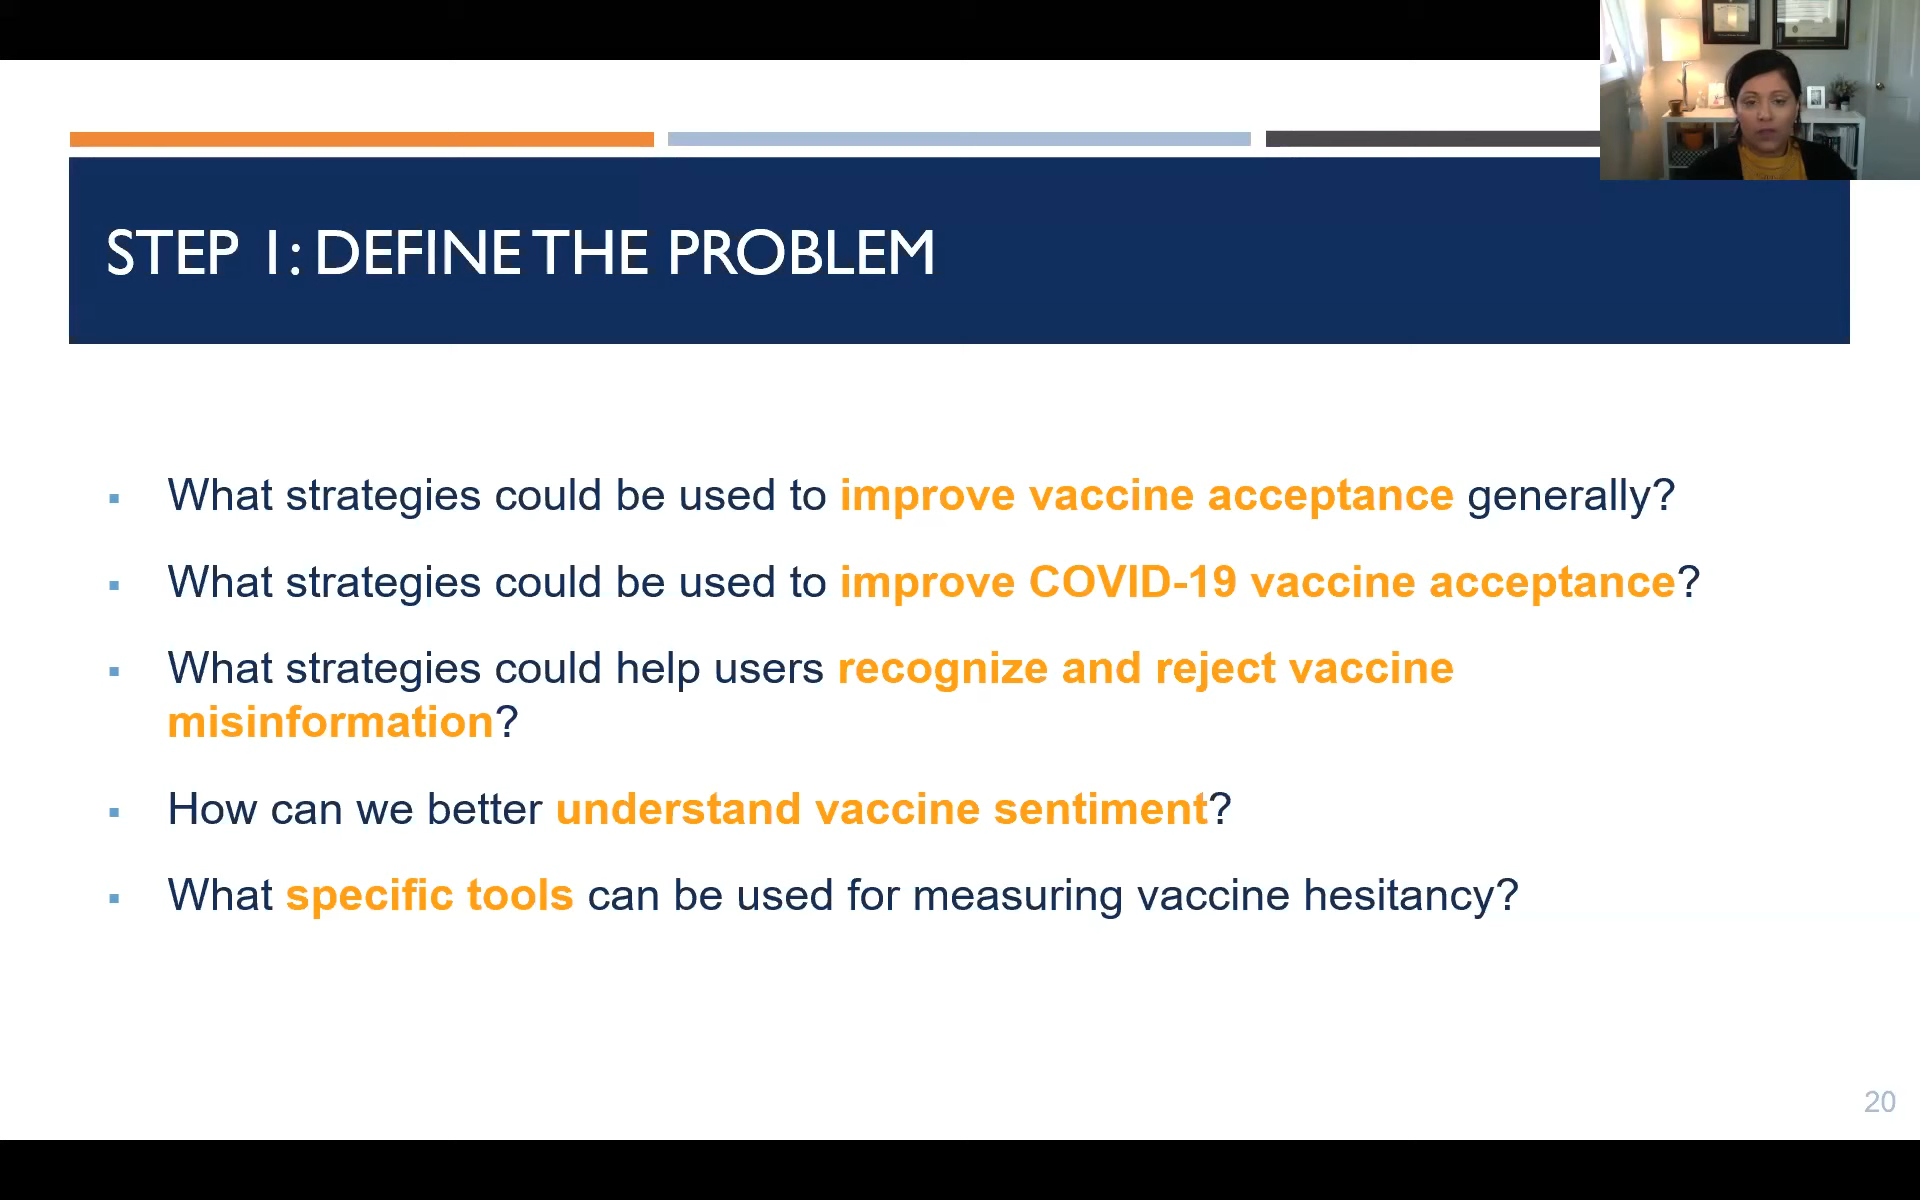 STEP 1: DEFINE THE PROBLEM
▪ What strategies could be used to improve vaccine acceptance generally?
▪ What strategies could be used to improve COVID-19 vaccine acceptance?
▪ What strategies could help users recognize and reject vaccine
misinformation?
▪ How can we better understand vaccine sentiment?
▪ What specific tools can be used for measuring vaccine hesitancy?
20